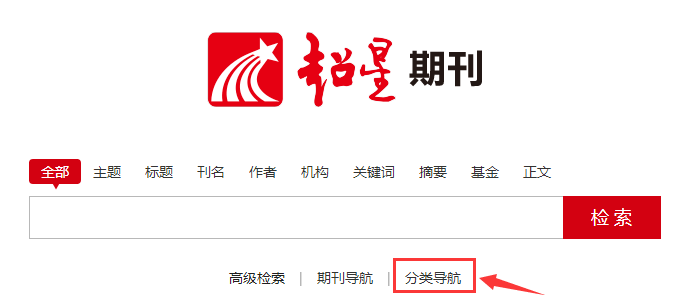 超星 期刊
全部 主题 标题 刊名 作者 机构 关键词 摘要 基金 正文
检索
高级检索 | 期刊导航 | 分类导航